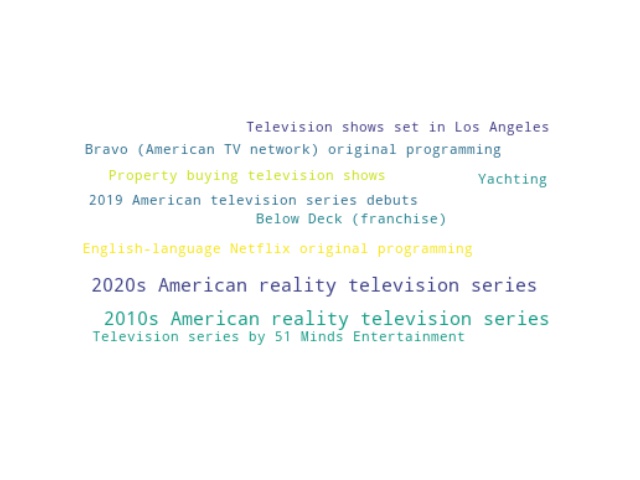 Television shows set in Los Angeles
Bravo (American TV network) original programming
Property buying television shows
Yachting
2019 American television series debuts
Below Deck (franchise)
English-language Netflix original programming
2020s American reality television series
2010s American reality television series
Television series by 51 Minds Entertainment